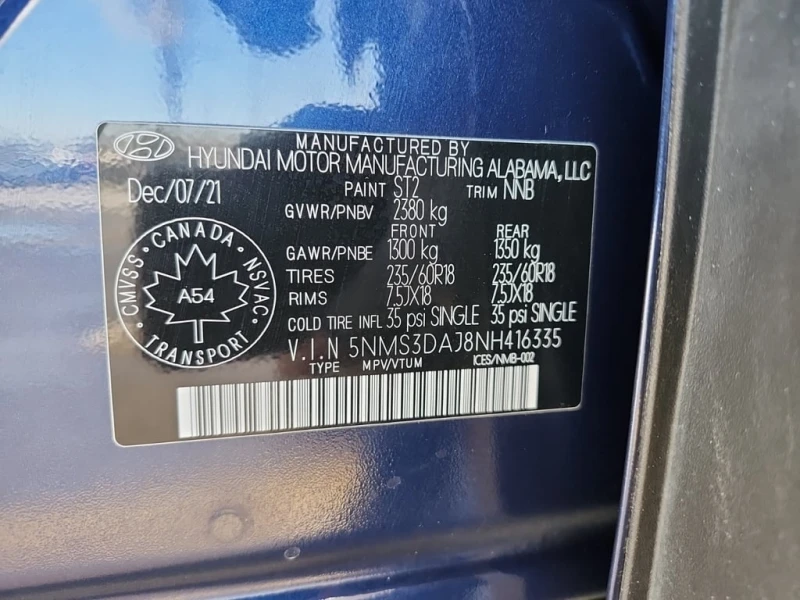 MANUFACTURED BY
HYUNDAI MOTOR MANUFACTURING ALABAMA, LLC
Dec/07/21 PAINT ST2 TRIM NNB
GVWR/PNBV 2380 kg
FRONT REAR
GAWR/PNBE 1300 kg 1350 kg
TIRES 235/60R18 235/60R18
RIMS 7.5JX18 7.5JX18
COLD TIRE INFL 35 psi SINGLE 35 psi SINGLE
V.I.N 5NMS3DAJ8NH416335
TYPE MPV/VTUM ICES/NMB-002
CMVSS · CANADA · NSVAC · TRANSPORT ·
A54